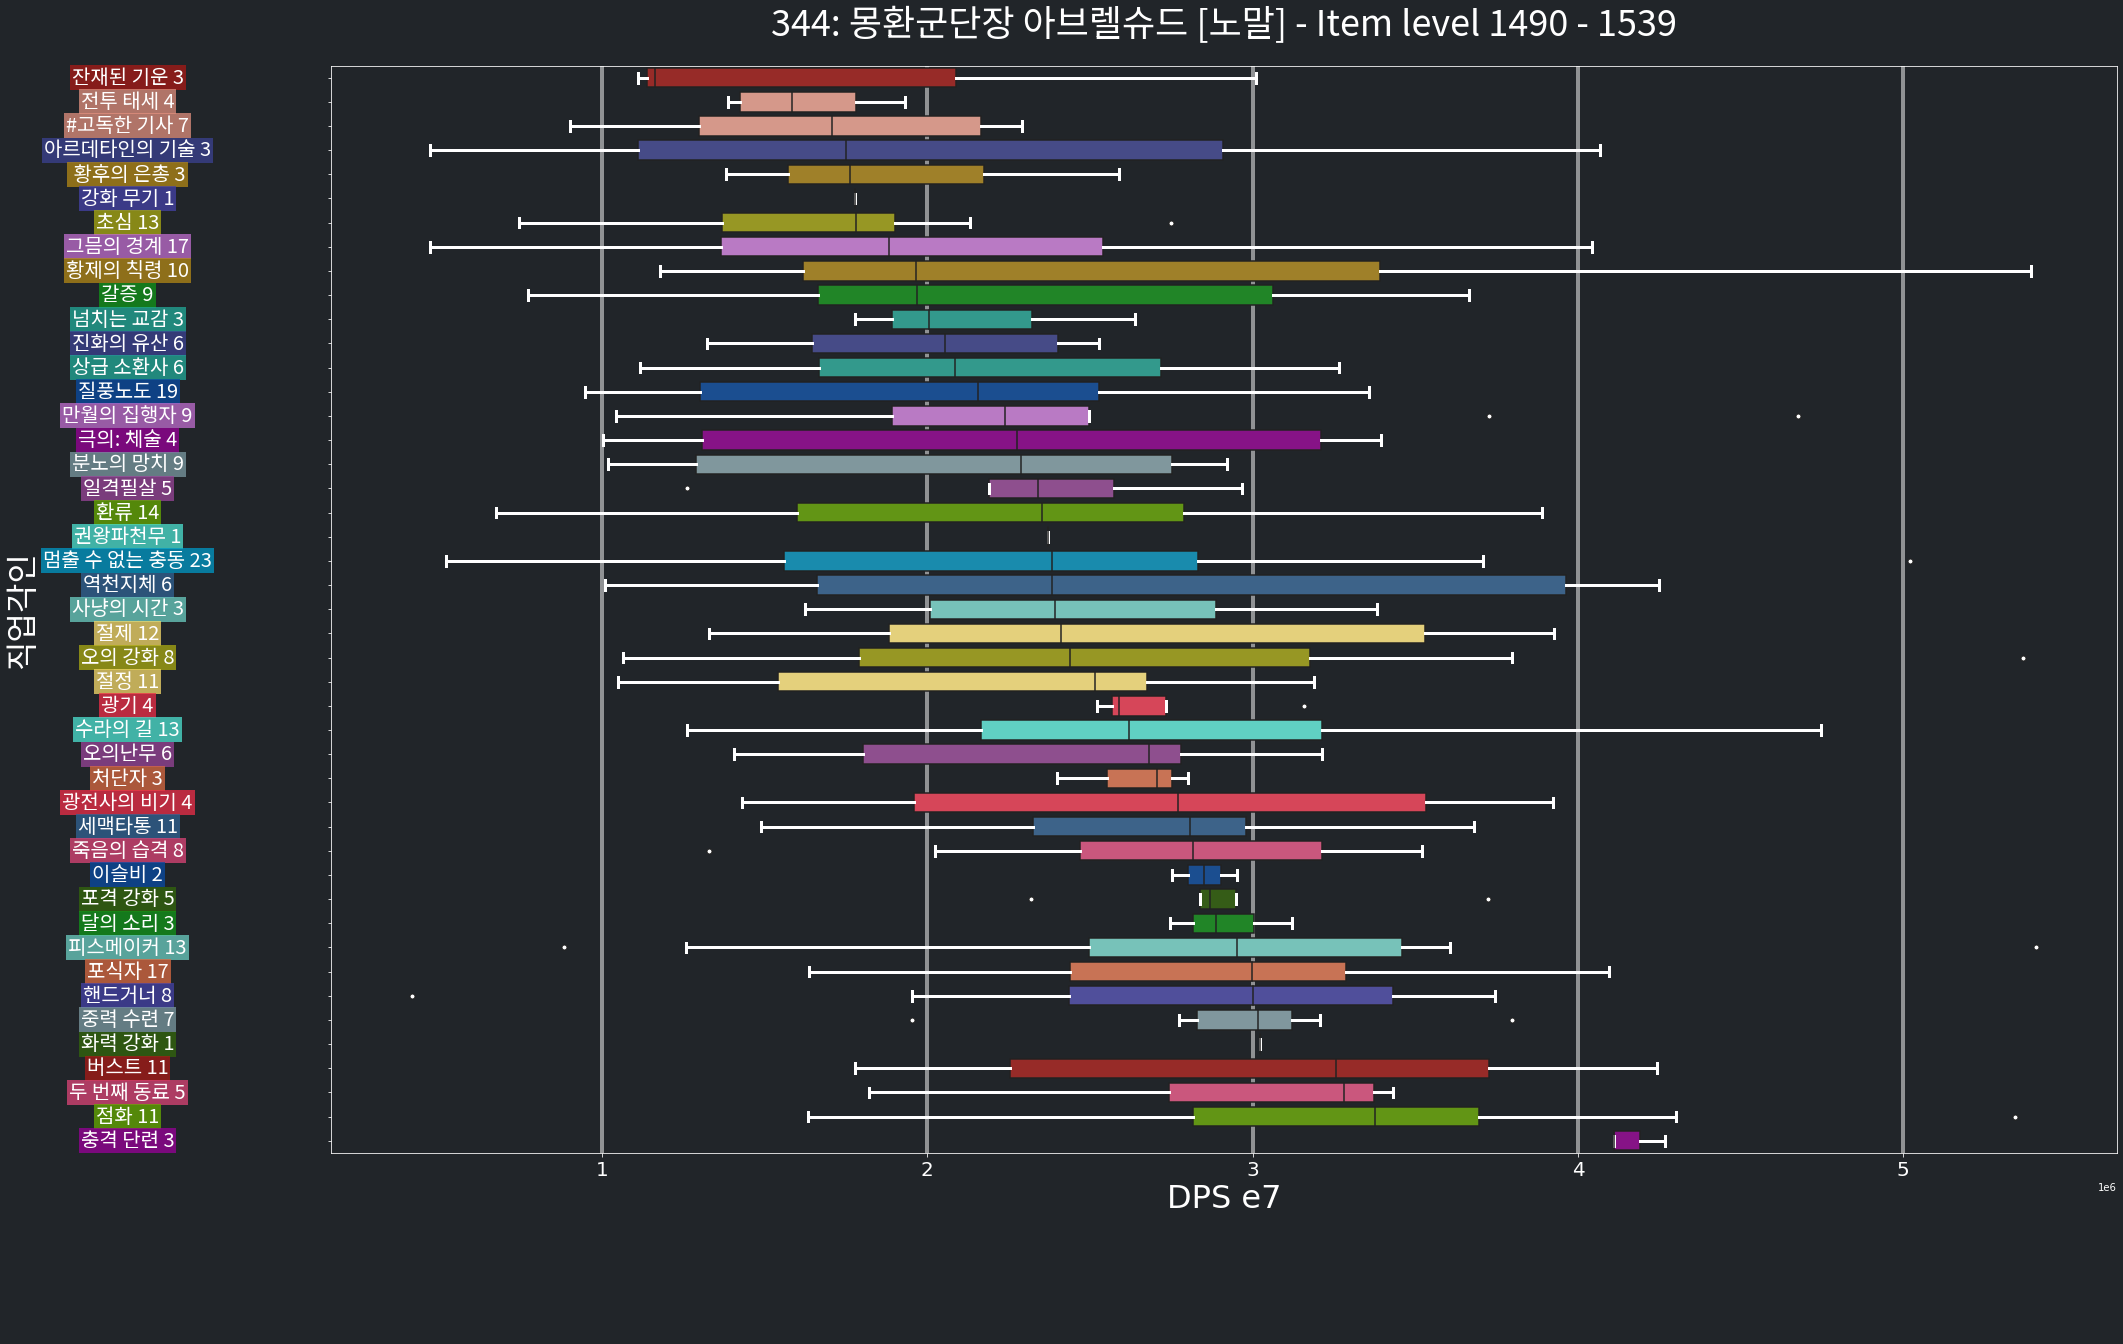 344: 몽환군단장 아브렐슈드 [노말] - Item level 1490 - 1539
잔재된 기운 3
전투 태세 4
#고독한 기사 7
아르데타인의 기술 3
황후의 은총 3
강화 무기 1
초심 13
그믐의 경계 17
황제의 칙령 10
갈증 9
넘치는 교감 3
진화의 유산 6
상급 소환사 6
질풍노도 19
만월의 집행자 9
극의: 체술 4
분노의 망치 9
일격필살 5
환류 14
권왕파천무 1
멈출 수 없는 충동 23
역천지체 6
사냥의 시간 3
절제 12
오의 강화 8
절정 11
광기 4
수라의 길 13
오의난무 6
처단자 3
광전사의 비기 4
세맥타통 11
죽음의 습격 8
이슬비 2
포격 강화 5
달의 소리 3
피스메이커 13
포식자 17
핸드거너 8
중력 수련 7
화력 강화 1
버스트 11
두 번째 동료 5
점화 11
충격 단련 3
직업각인
1 2 3 4 5
1e6
DPS e7